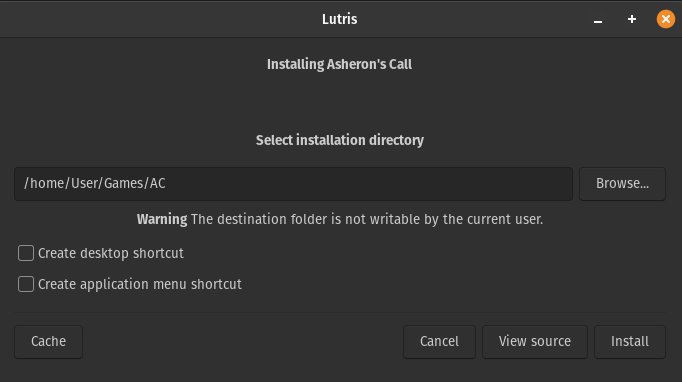 Lutris
Installing Asheron's Call
Select installation directory
/home/User/Games/AC
Browse...
Warning The destination folder is not writable by the current user.
Create desktop shortcut
Create application menu shortcut
Cache
Cancel
View source
Install